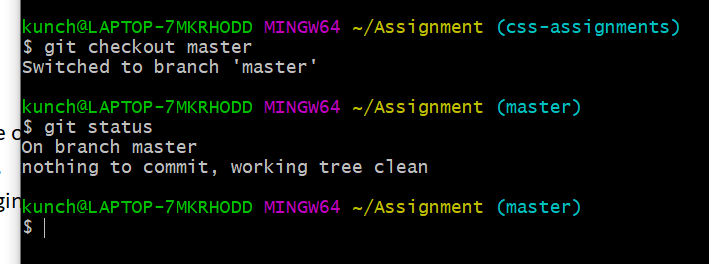 kunch@LAPTOP-7MKRHODD MINGW64 ~/Assignment (css-assignments)
$ git checkout master
Switched to branch 'master'
kunch@LAPTOP-7MKRHODD MINGW64 ~/Assignment (master)
$ git status
On branch master
nothing to commit, working tree clean
kunch@LAPTOP-7MKRHODD MINGW64 ~/Assignment (master)
$